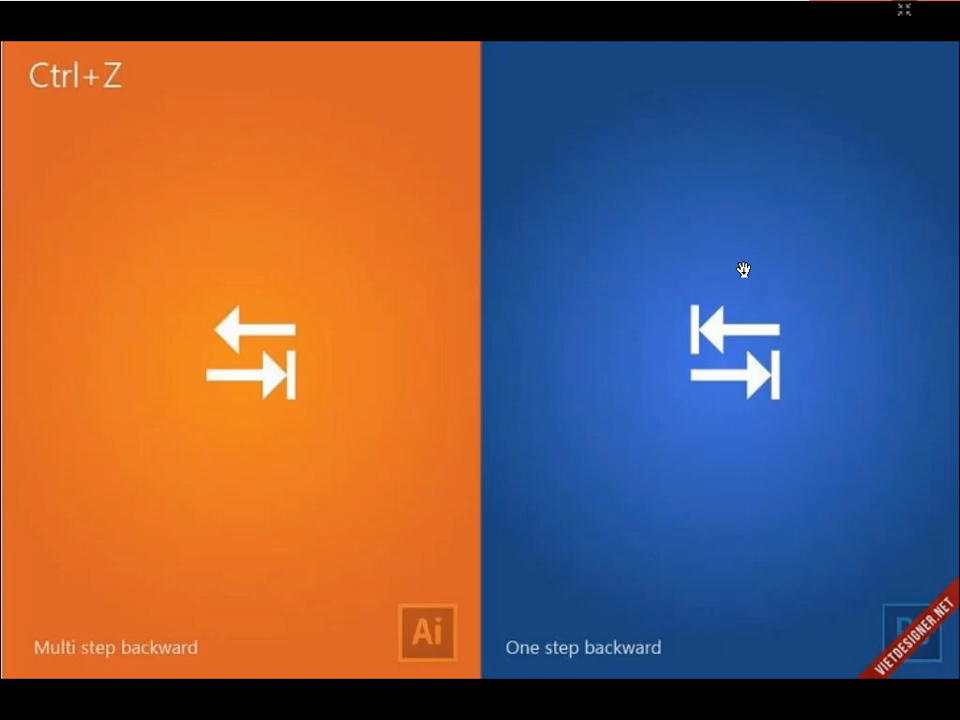 Ctrl+Z
Multi step backward
Ai
One step backward
VIETDESIGNER.NET